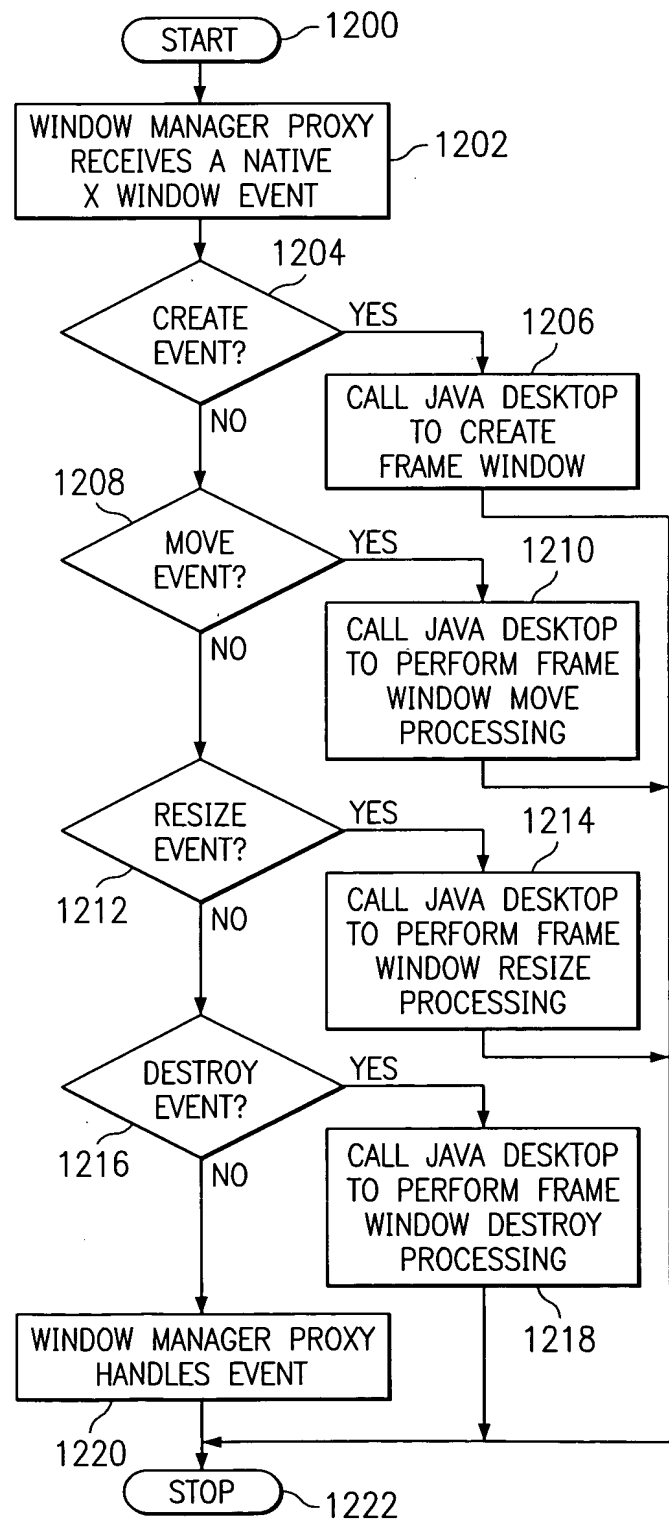 START
1200
WINDOW MANAGER PROXY
RECEIVES A NATIVE
X WINDOW EVENT
1202
1204
CREATE
EVENT?
YES
NO
1206
CALL JAVA DESKTOP
TO CREATE
FRAME WINDOW
1208
MOVE
EVENT?
YES
NO
1210
CALL JAVA DESKTOP
TO PERFORM FRAME
WINDOW MOVE
PROCESSING
RESIZE
EVENT?
YES
1212
NO
1214
CALL JAVA DESKTOP
TO PERFORM FRAME
WINDOW RESIZE
PROCESSING
DESTROY
EVENT?
YES
1216
NO
CALL JAVA DESKTOP
TO PERFORM FRAME
WINDOW DESTROY
PROCESSING
1218
WINDOW MANAGER PROXY
HANDLES EVENT
1220
STOP
1222